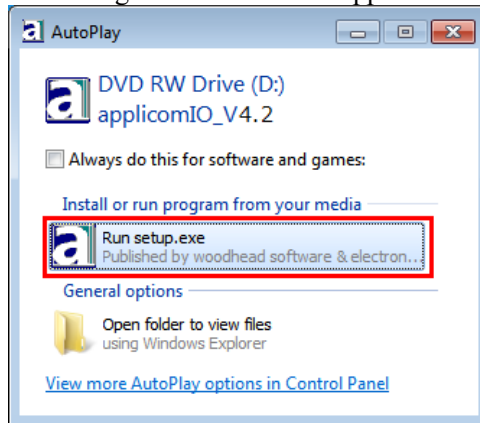 AutoPlay
DVD RW Drive (D:)
applicomIO_V4.2
Always do this for software and games:
Install or run program from your media
Run setup.exe
Published by woodhead software & electron...
General options
Open folder to view files
using Windows Explorer
View more AutoPlay options in Control Panel